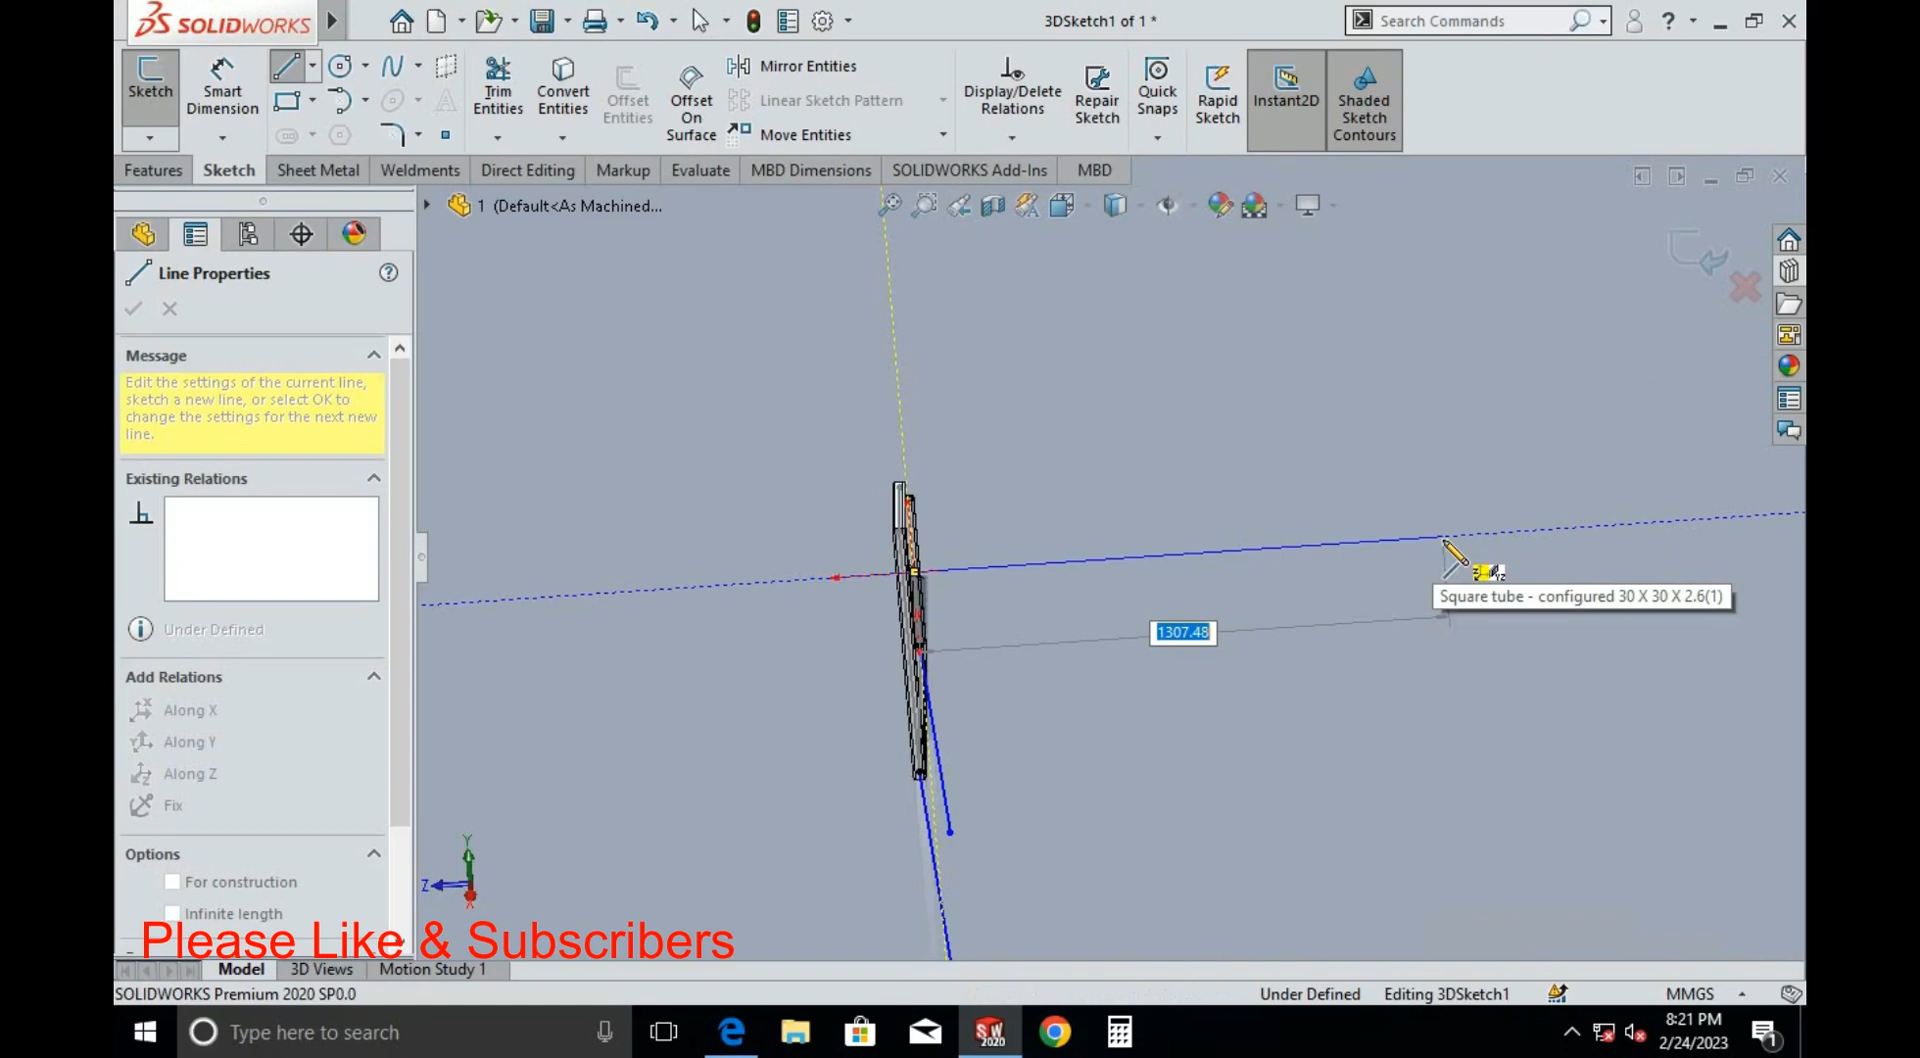 SOLIDWORKS
3DSketch1 of 1 *
Search Commands
Sketch
Smart Dimension
Trim Entities
Convert Entities
Offset Entities
Offset On Surface
Mirror Entities
Linear Sketch Pattern
Move Entities
Display/Delete Relations
Repair Sketch
Quick Snaps
Rapid Sketch
Instant2D
Shaded Sketch Contours
Features
Sketch
Sheet Metal
Weldments
Direct Editing
Markup
Evaluate
MBD Dimensions
SOLIDWORKS Add-Ins
MBD
1 (Default<As Machined...
Line Properties
Message
Edit the settings of the current line,
sketch a new line, or select OK to
change the settings for the next new
line.
Existing Relations
Under Defined
Add Relations
Along X
Along Y
Along Z
Fix
Options
For construction
Infinite length
1307.48
Square tube - configured 30 X 30 X 2.6(1)
Y
Z
X
Please Like & Subscribers
Model
3D Views
Motion Study 1
SOLIDWORKS Premium 2020 SP0.0
Under Defined
Editing 3DSketch1
MMGS
Type here to search
SW
2020
8:21 PM
2/24/2023
1